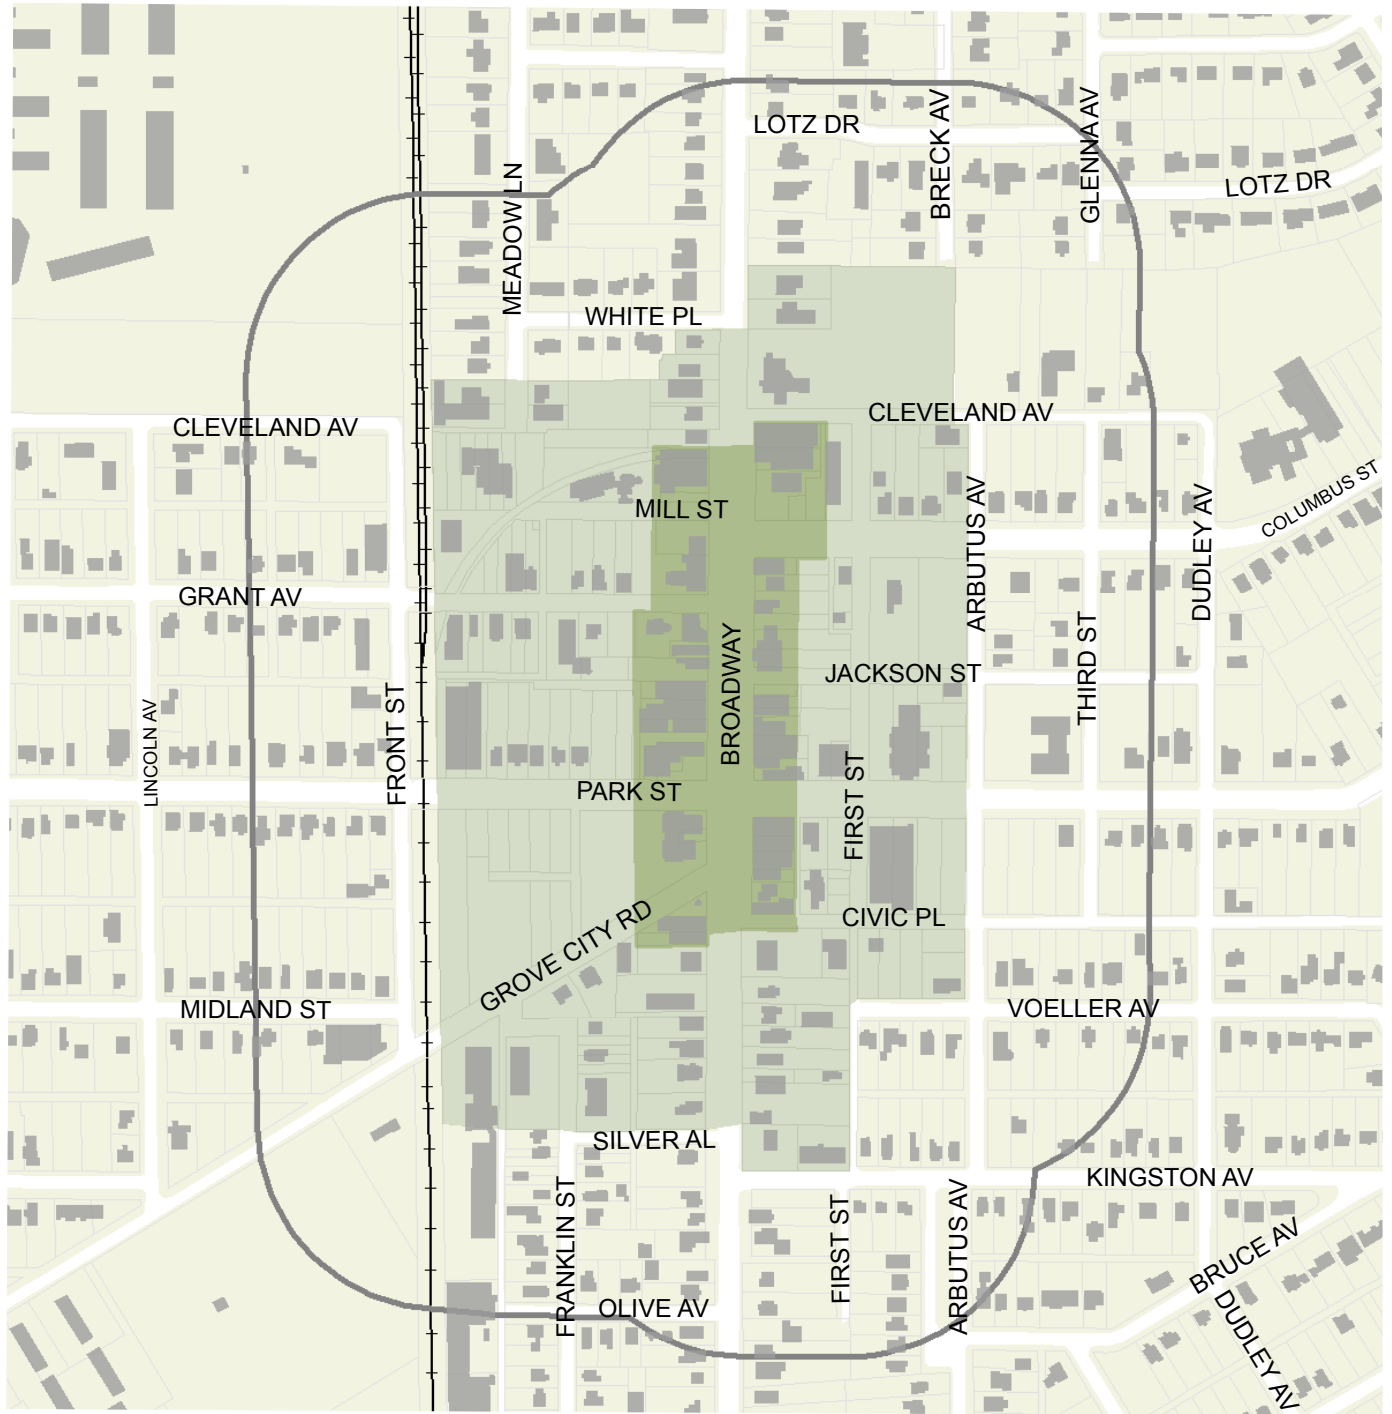 LOTZ DR
BRECK AV
GLENNA AV
LOTZ DR
MEADOW LN
WHITE PL
CLEVELAND AV
CLEVELAND AV
MILL ST
ARBUTUS AV
DUDLEY AV
COLUMBUS ST
GRANT AV
BROADWAY
JACKSON ST
THIRD ST
LINCOLN AV
FRONT ST
PARK ST
FIRST ST
GROVE CITY RD
CIVIC PL
MIDLAND ST
VOELLER AV
SILVER AL
KINGSTON AV
FRANKLIN ST
FIRST ST
ARBUTUS AV
BRUCE AV
OLIVE AV
DUDLEY AV